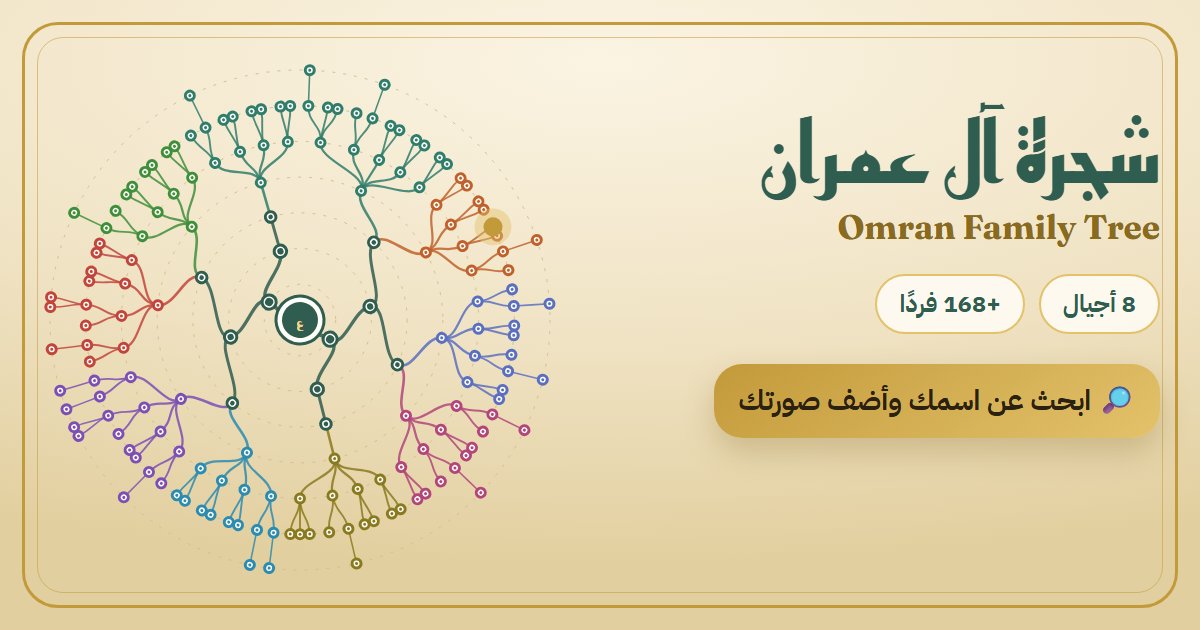 شجرة آل عمران
Omran Family Tree
8 أجيال
+168 فردًا
🔎 ابحث عن اسمك وأضف صورتك
ع